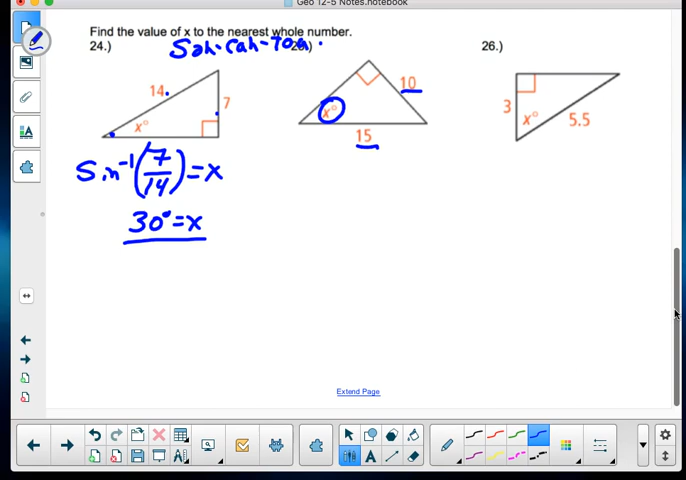 Geo 12-5 Notes.notebook
Find the value of x to the nearest whole number.
24.)
Soh-Cah-Toa
26.)
14
7
x°
10
x°
15
3
x°
5.5
Sin⁻¹(7/14)=x
30°=x
Extend Page
A